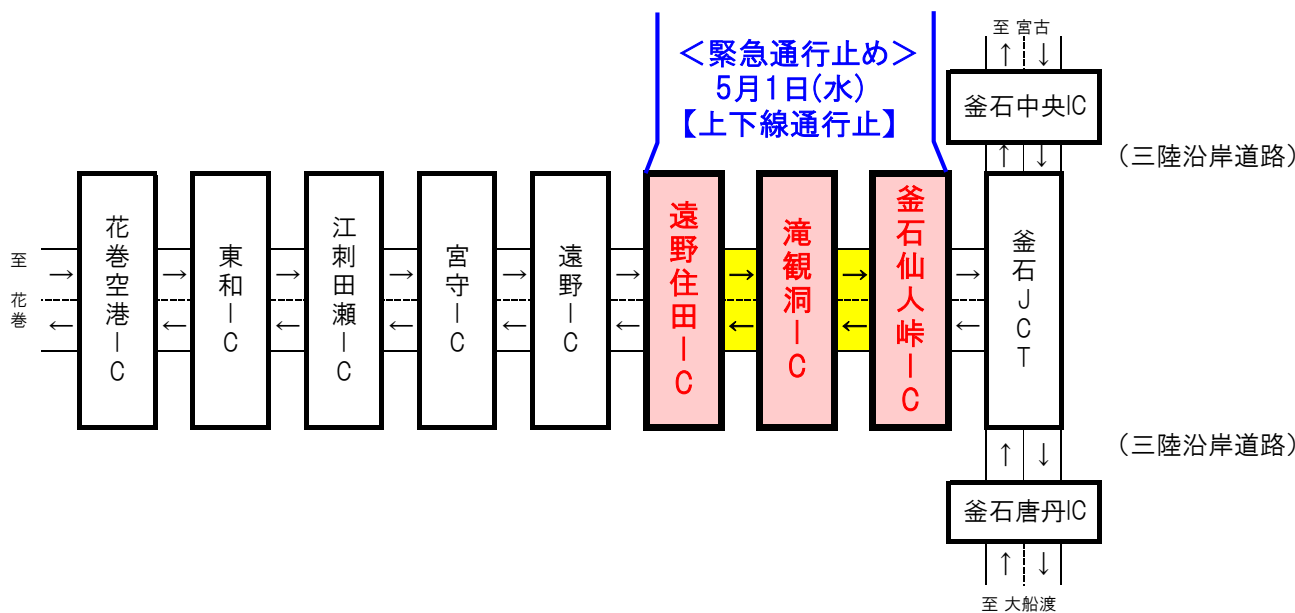 至 宮古
↑ ↓
＜緊急通行止め＞
5月1日(水)
【上下線通行止】
釜石中央IC
↑ ↓
（三陸沿岸道路）
至 花巻
→
←
花巻空港IC
→
←
東和IC
→
←
江刺田瀬IC
→
←
宮守IC
→
←
遠野IC
→
←
遠野住田IC
→
←
滝観洞IC
→
←
釜石仙人峠IC
→
←
釜石JCT
（三陸沿岸道路）
↑ ↓
釜石唐丹IC
↑ ↓
至 大船渡